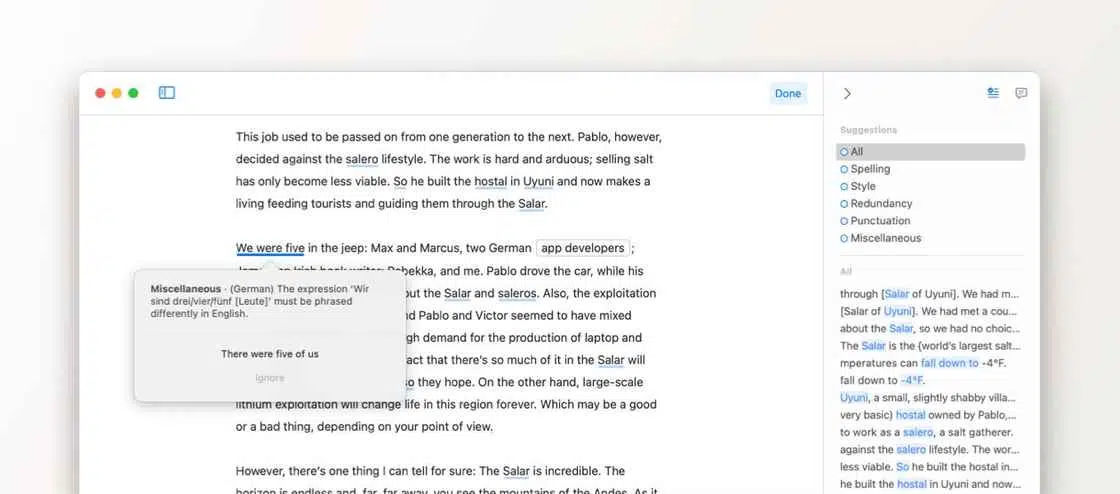 Done
This job used to be passed on from one generation to the next. Pablo, however,
decided against the salero lifestyle. The work is hard and arduous; selling salt
has only become less viable. So he built the hostal in Uyuni and now makes a
living feeding tourists and guiding them through the Salar.
We were five in the jeep: Max and Marcus, two German app developers ;
Rebekka, and me. Pablo drove the car, while his
out the Salar and saleros. Also, the exploitation
d Pablo and Victor seemed to have mixed
gh demand for the production of laptop and
act that there's so much of it in the Salar will
so they hope. On the other hand, large-scale
lithium exploitation will change life in this region forever. Which may be a good
or a bad thing, depending on your point of view.
However, there's one thing I can tell for sure: The Salar is incredible. The
horizon is endless and, far, far away, you see the mountains of the Andes. As it
Miscellaneous · (German) The expression 'Wir
sind drei/vier/fünf [Leute]' must be phrased
differently in English.
There were five of us
Ignore
Suggestions
All
Spelling
Style
Redundancy
Punctuation
Miscellaneous
All
through [Salar of Uyuni]. We had m...
[Salar of Uyuni]. We had met a cou...
about the Salar, so we had no choic...
The Salar is the {world's largest salt...
mperatures can fall down to -4°F.
fall down to -4°F.
Uyuni, a small, slightly shabby villa...
very basic) hostal owned by Pablo,...
to work as a salero, a salt gatherer.
against the salero lifestyle. The wor...
less viable. So he built the hostal in...
he built the hostal in Uyuni and now...